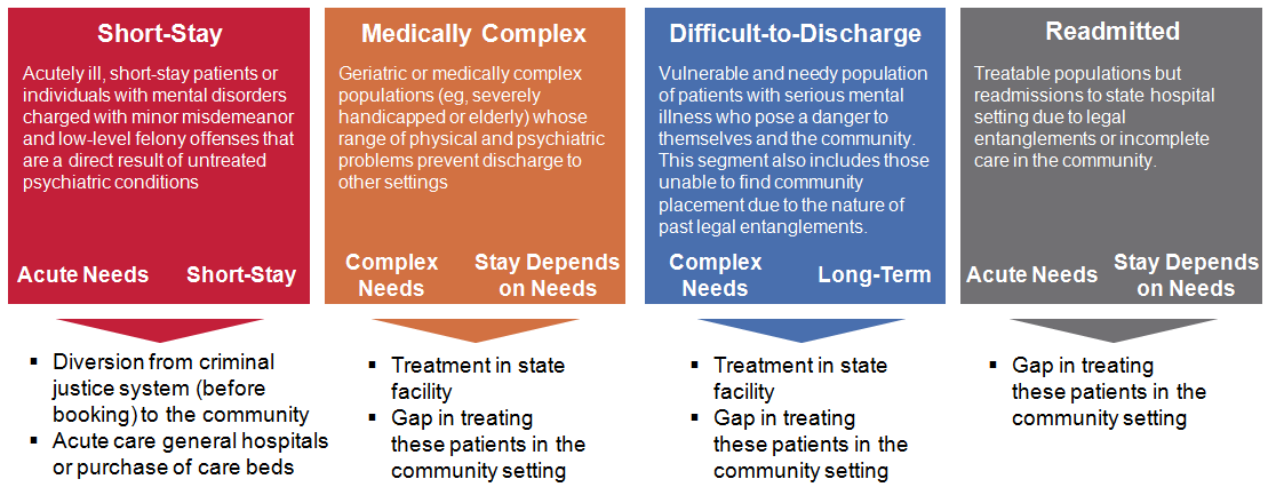 Short-Stay
Acutely ill, short-stay patients or
individuals with mental disorders
charged with minor misdemeanor
and low-level felony offenses that
are a direct result of untreated
psychiatric conditions
Acute Needs
Short-Stay
▪ Diversion from criminal
justice system (before
booking) to the community
▪ Acute care general hospitals
or purchase of care beds
Medically Complex
Geriatric or medically complex
populations (eg, severely
handicapped or elderly) whose
range of physical and psychiatric
problems prevent discharge to
other settings
Complex
Needs
Stay Depends
on Needs
▪ Treatment in state
facility
▪ Gap in treating
these patients in the
community setting
Difficult-to-Discharge
Vulnerable and needy population
of patients with serious mental
illness who pose a danger to
themselves and the community.
This segment also includes those
unable to find community
placement due to the nature of
past legal entanglements.
Complex
Needs
Long-Term
▪ Treatment in state
facility
▪ Gap in treating
these patients in the
community setting
Readmitted
Treatable populations but
readmissions to state hospital
setting due to legal
entanglements or incomplete
care in the community.
Acute Needs
Stay Depends
on Needs
▪ Gap in treating
these patients in the
community setting